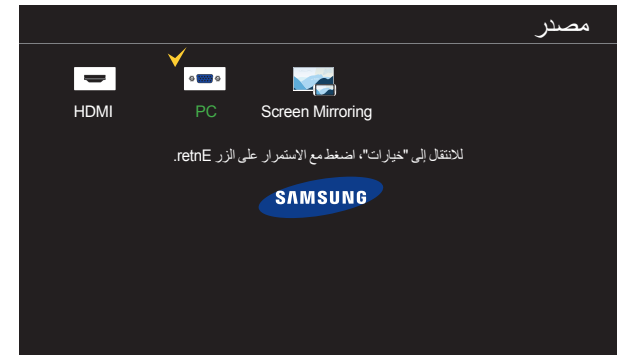 مصدر
HDMI PC Screen Mirroring
للانتقال إلى "خيارات"، اضغط مع الاستمرار على الزر retnE.
SAMSUNG